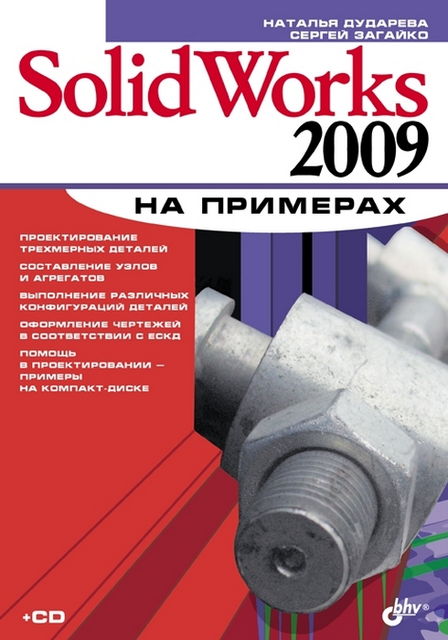 НАТАЛЬЯ ДУДАРЕВА
СЕРГЕЙ ЗАГАЙКО
SolidWorks
2009
НА ПРИМЕРАХ
ПРОЕКТИРОВАНИЕ
ТРЕХМЕРНЫХ ДЕТАЛЕЙ
СОСТАВЛЕНИЕ УЗЛОВ
И АГРЕГАТОВ
ВЫПОЛНЕНИЕ РАЗЛИЧНЫХ
КОНФИГУРАЦИЙ ДЕТАЛЕЙ
ОФОРМЛЕНИЕ ЧЕРТЕЖЕЙ
В СООТВЕТСТВИИ С ЕСКД
ПОМОЩЬ
В ПРОЕКТИРОВАНИИ –
ПРИМЕРЫ
НА КОМПАКТ-ДИСКЕ
+CD
bhv®